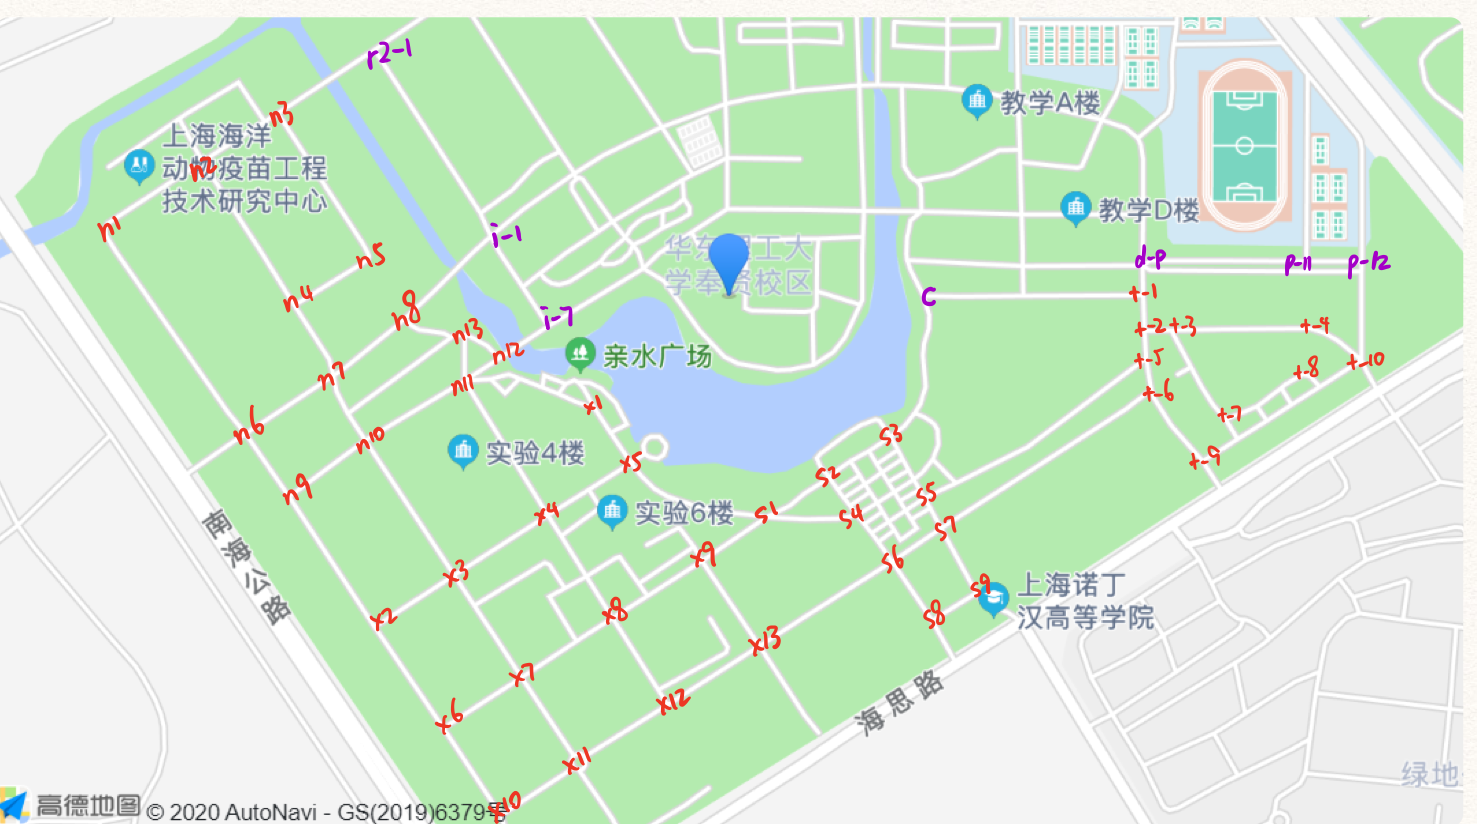 r2-1
n3
教学A楼
上海海洋
动物疫苗工程
技术研究中心
n2
n1
教学D楼
i-1
华东理工大
学奉贤校区
n5
d-p
p-11
p-12
n4
c
t-1
n8
i-7
n13
t-2
t-3
t-4
n12
亲水广场
t-5
t-10
n7
n11
t-8
t-6
x1
t-7
n6
n10
s3
实验4楼
x5
t-9
s2
n9
s5
x4
实验6楼
s1
s4
s7
南海公路
x9
s6
x3
s9
上海诺丁
汉高等学院
x2
x8
s8
x13
x7
海思路
x6
x12
x11
绿地
x10
高德地图
© 2020 AutoNavi - GS(2019)6379号